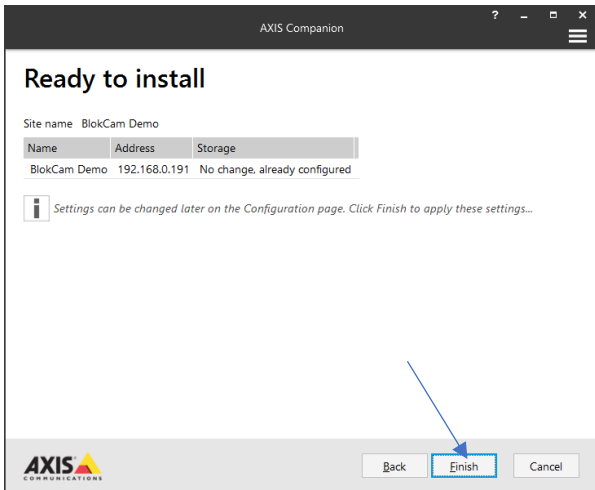 AXIS Companion
?
Ready to install
Site name BlokCam Demo
Name Address Storage
BlokCam Demo 192.168.0.191 No change, already configured
Settings can be changed later on the Configuration page. Click Finish to apply these settings...
AXIS
COMMUNICATIONS
Back Finish Cancel